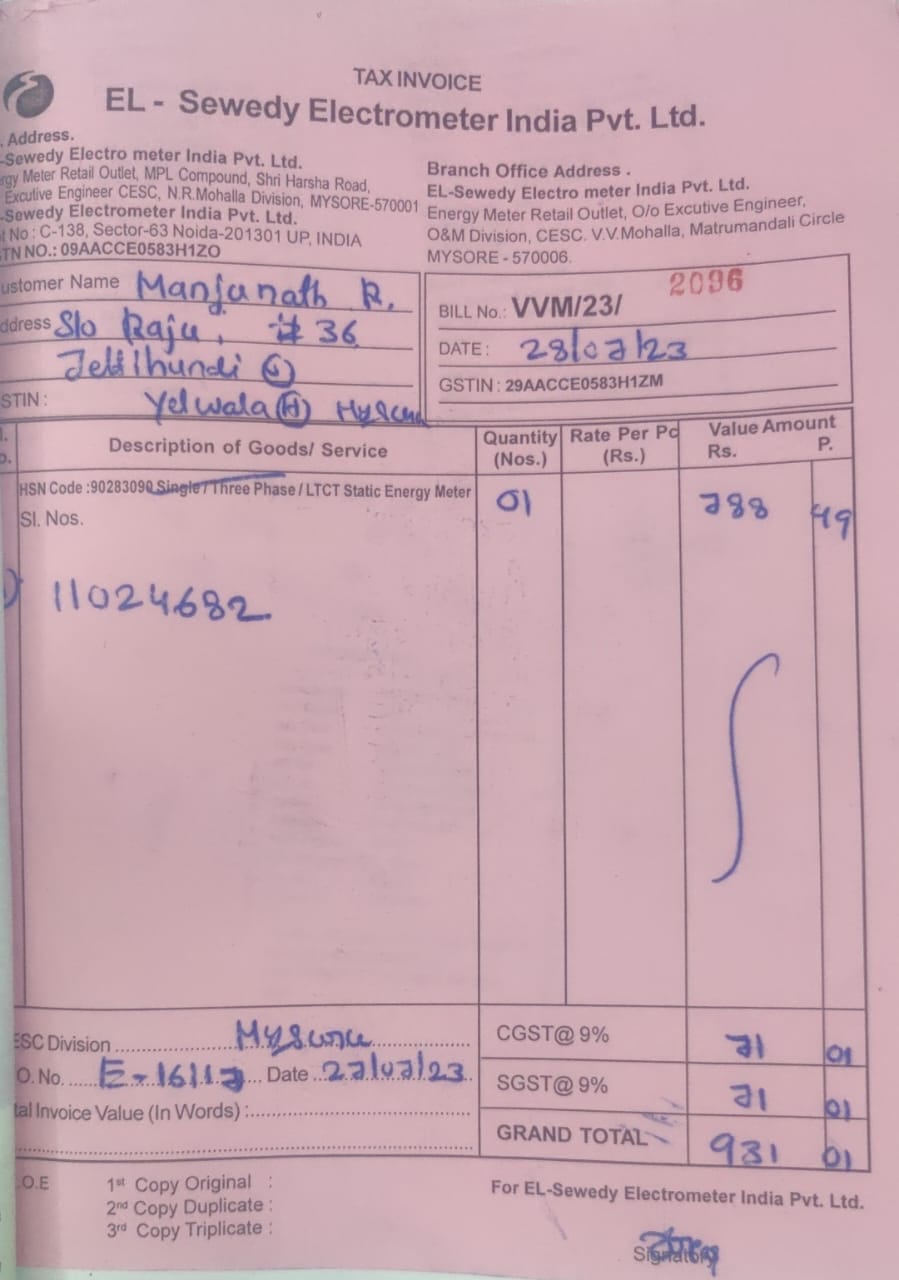 TAX INVOICE
EL - Sewedy Electrometer India Pvt. Ltd.
. Address.
-Sewedy Electro meter India Pvt. Ltd.
rgy Meter Retail Outlet, MPL Compound, Shri Harsha Road,
Excutive Engineer CESC, N.R.Mohalla Division, MYSORE-570001
-Sewedy Electrometer India Pvt. Ltd.
t No : C-138, Sector-63 Noida-201301 UP, INDIA
TN NO.: 09AACCE0583H1ZO
Branch Office Address .
EL-Sewedy Electro meter India Pvt. Ltd.
Energy Meter Retail Outlet, O/o Excutive Engineer,
O&M Division, CESC. V.V.Mohalla, Matrumandali Circle
MYSORE - 570006.
ustomer Name Manjunath R.
ddress S/o Raju, # 36
(V)
STIN : Yelwala (H) Mysore
BILL No.: VVM/23/ 2096
DATE : 28/07/23
GSTIN : 29AACCE0583H1ZM
Description of Goods/ Service
Quantity (Nos.)
Rate Per Pc (Rs.)
Value Amount
Rs. P.
HSN Code :90283090 Single / Three Phase / LTCT Static Energy Meter 01 788 49
Sl. Nos.
11024682
ESC Division Mysore
O. No. E-16117 Date 27/07/23
tal Invoice Value (In Words) :
CGST@ 9% 71 01
SGST@ 9% 71 01
GRAND TOTAL 931 01
.O.E
1st Copy Original :
2nd Copy Duplicate :
3rd Copy Triplicate :
For EL-Sewedy Electrometer India Pvt. Ltd.
Signatory